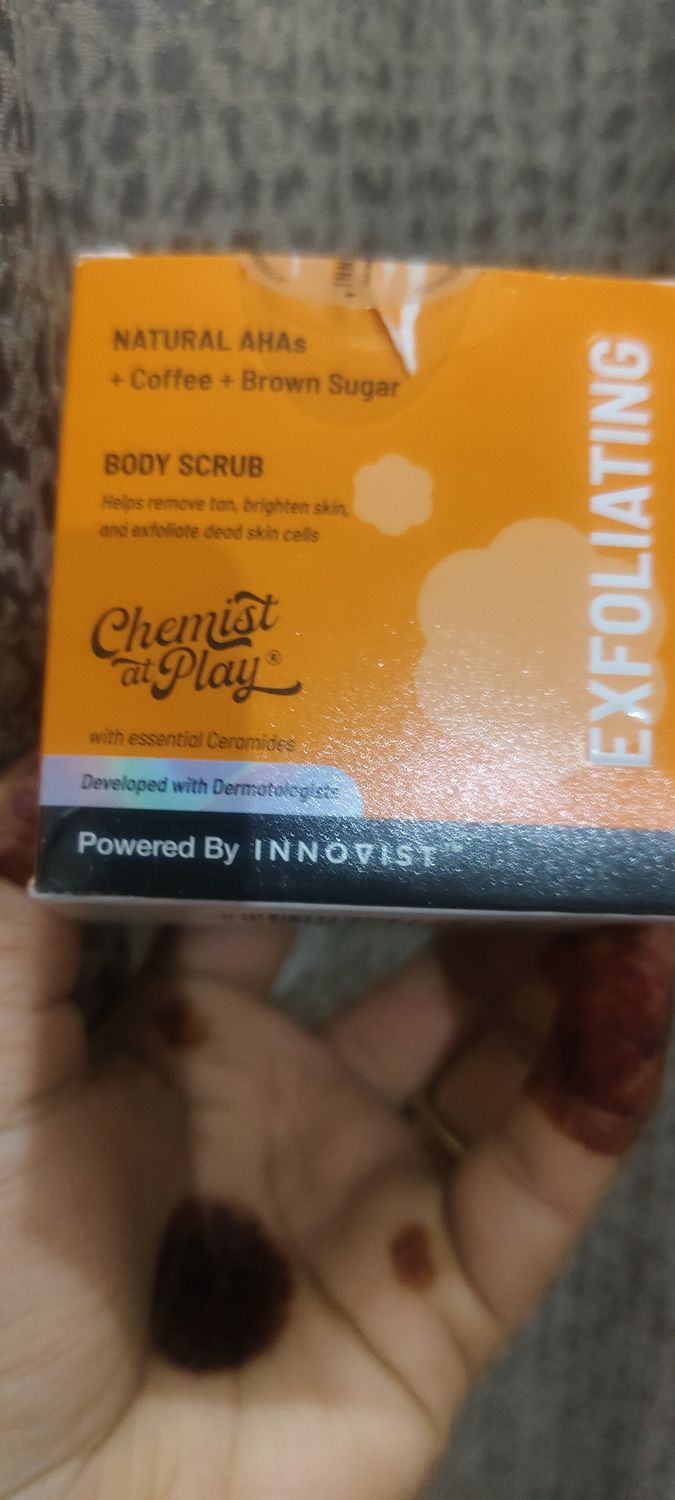 NATURAL AHAs
+ Coffee + Brown Sugar
BODY SCRUB
Helps remove tan, brighten skin,
and exfoliate dead skin cells
Chemist
at Play®
with essential Ceramides
Developed with Dermatologists
Powered By INNOVIST™
EXFOLIATING